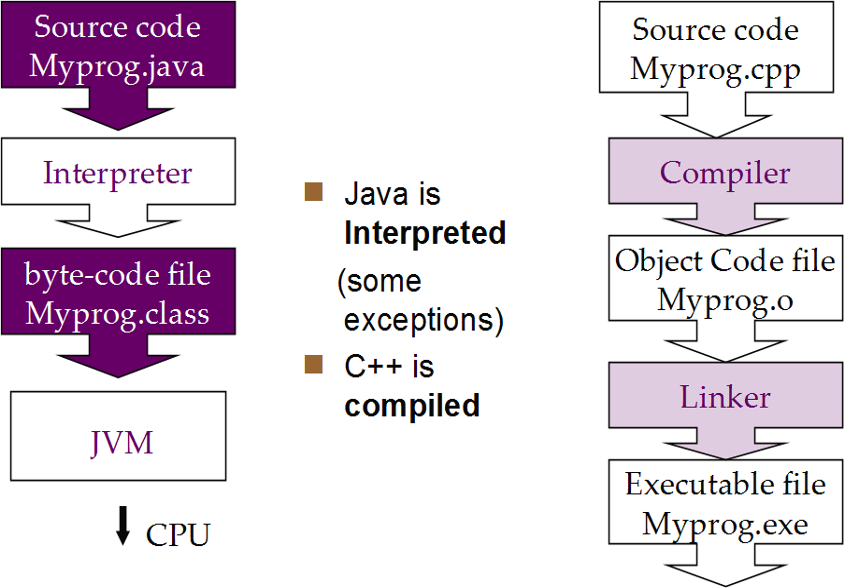 Source code
Myprog.java
Interpreter
byte-code file
Myprog.class
JVM
CPU
Java is
Interpreted
(some
exceptions)
C++ is
compiled
Source code
Myprog.cpp
Compiler
Object Code file
Myprog.o
Linker
Executable file
Myprog.exe